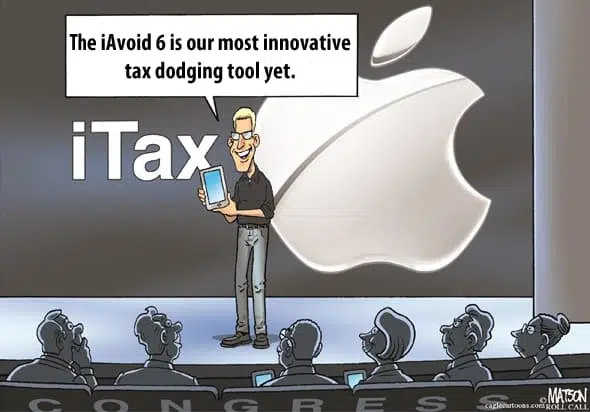 The iAvoid 6 is our most innovative
tax dodging tool yet.
iTax
CONGRESS
caglecartoons.com
©MATSON
ROLL CALL